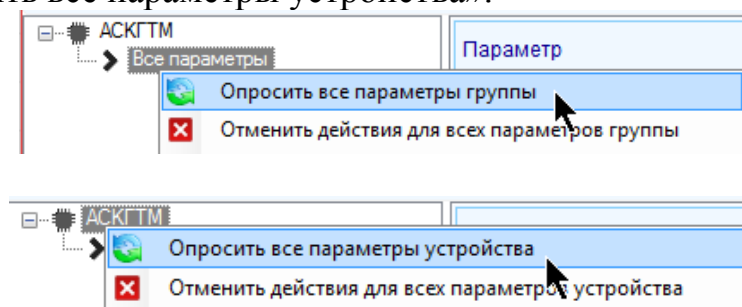 ть все параметры устройства».
АСКГТМ
Все параметры
Параметр
Опросить все параметры группы
Отменить действия для всех параметров группы
АСКГТМ
Опросить все параметры устройства
Отменить действия для всех параметров устройства